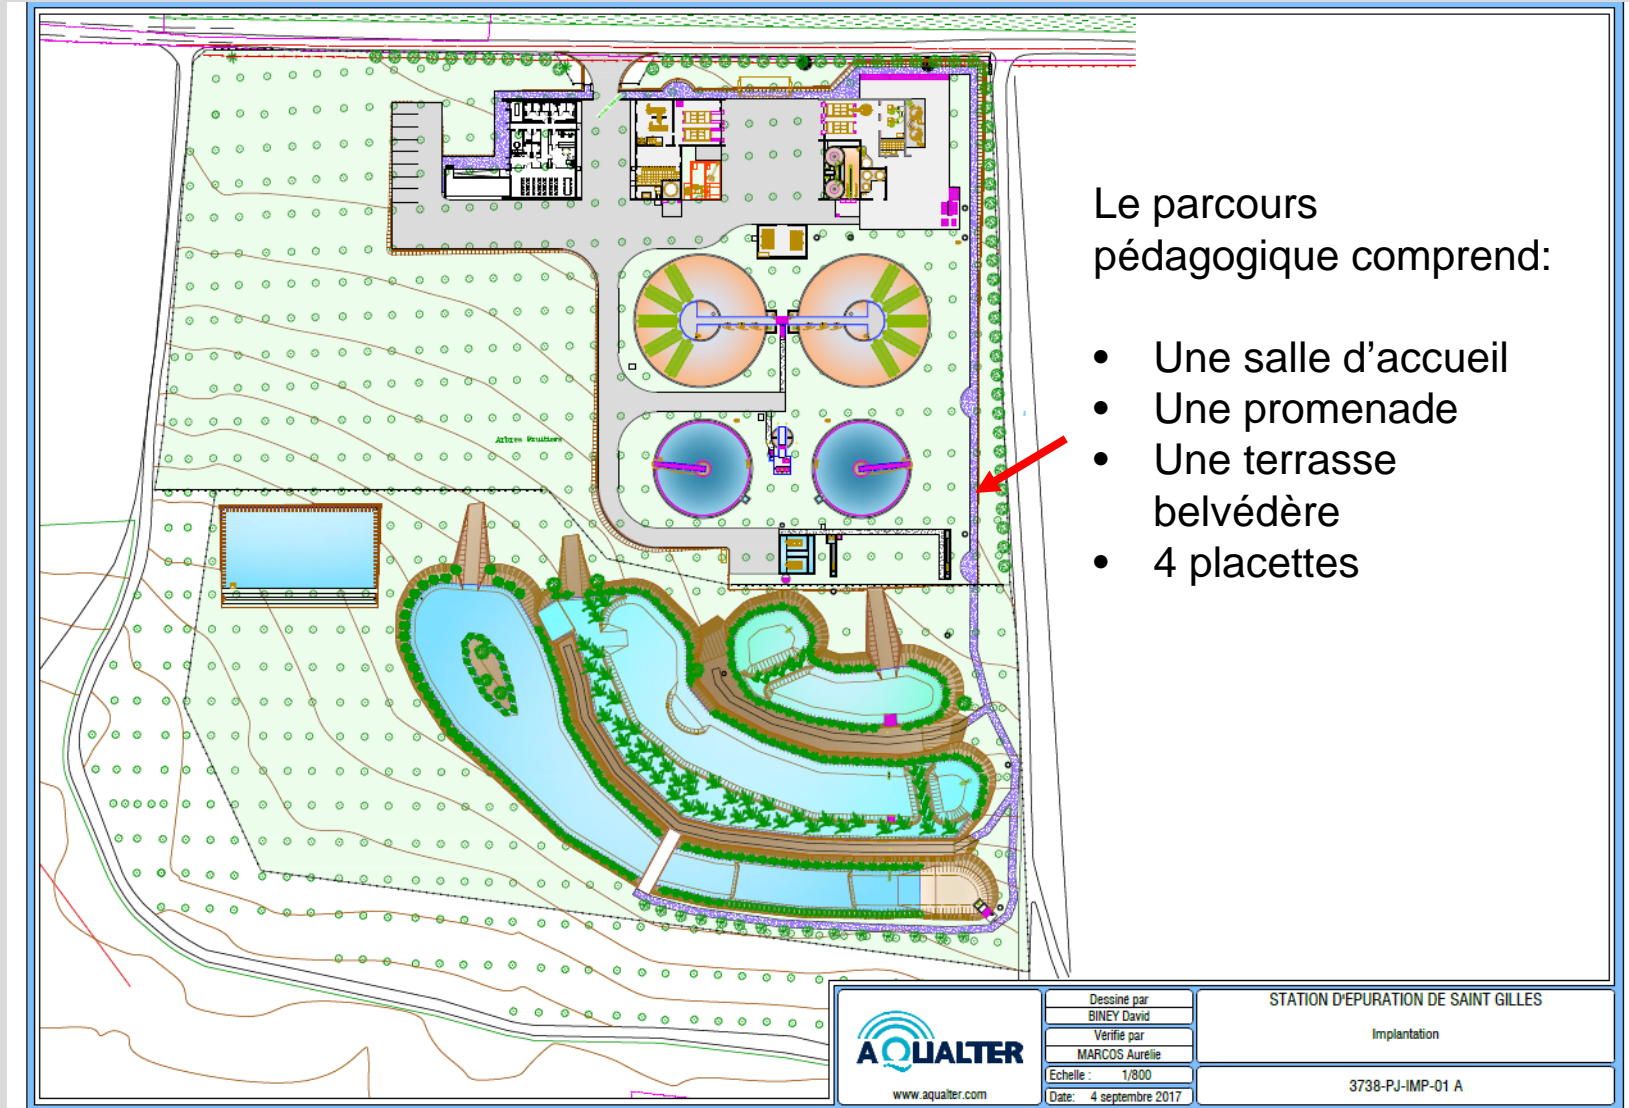 Le parcours
pédagogique comprend:
• Une salle d’accueil
• Une promenade
• Une terrasse
belvédère
• 4 placettes
Arbres Fruitiers
AQUALTER
www.aqualter.com
Dessiné par
BINEY David
Vérifié par
MARCOS Aurélie
Echelle : 1/800
Date: 4 septembre 2017
STATION D'EPURATION DE SAINT GILLES
Implantation
3738-PJ-IMP-01 A